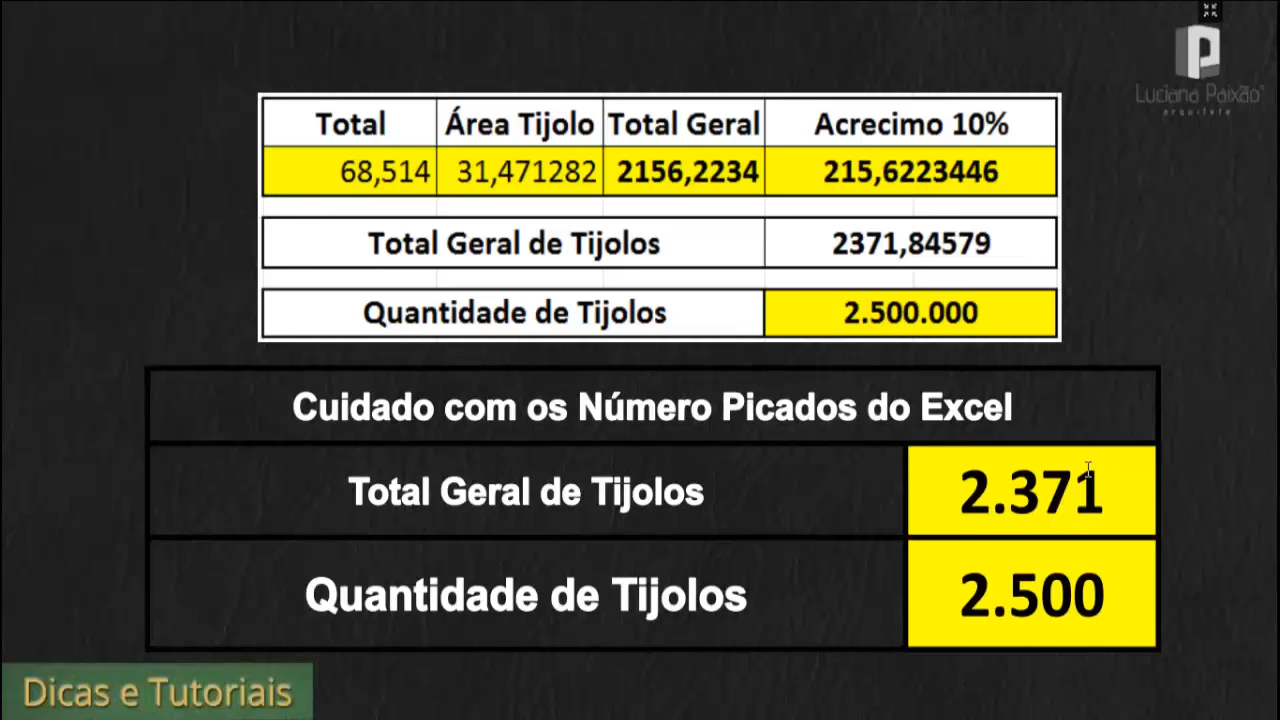 Luciana Paixão
arquiteta
Total Área Tijolo Total Geral Acrecimo 10%
68,514 31,471282 2156,2234 215,6223446
Total Geral de Tijolos 2371,84579
Quantidade de Tijolos 2.500.000
Cuidado com os Número Picados do Excel
Total Geral de Tijolos 2.371
Quantidade de Tijolos 2.500
Dicas e Tutoriais